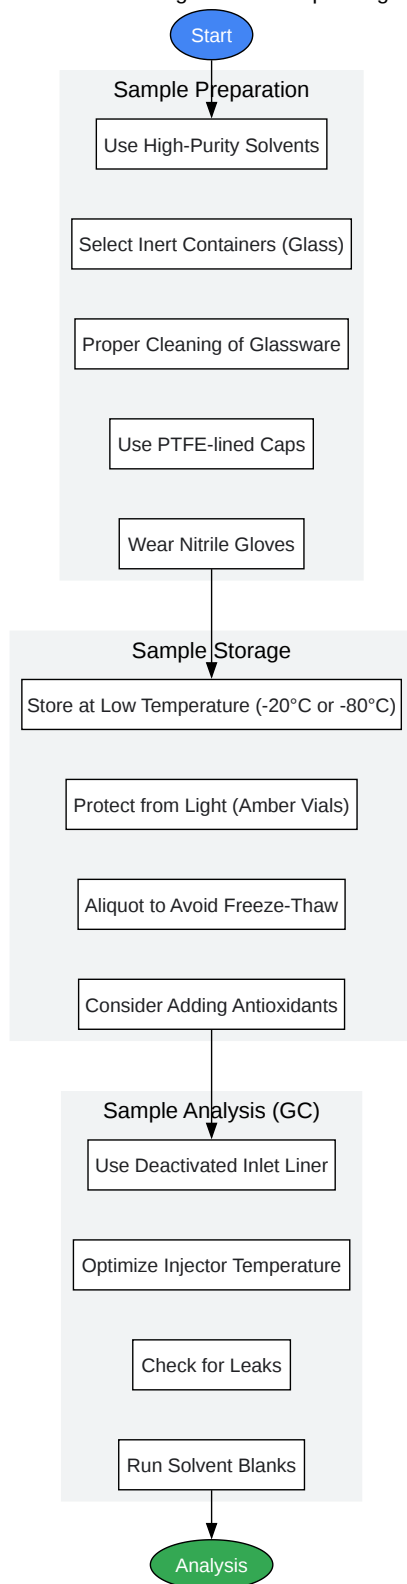 Start
Sample Preparation
Use High-Purity Solvents
Select Inert Containers (Glass)
Proper Cleaning of Glassware
Use PTFE-lined Caps
Wear Nitrile Gloves
Sample Storage
Store at Low Temperature (-20°C or -80°C)
Protect from Light (Amber Vials)
Aliquot to Avoid Freeze-Thaw
Consider Adding Antioxidants
Sample Analysis (GC)
Use Deactivated Inlet Liner
Optimize Injector Temperature
Check for Leaks
Run Solvent Blanks
Analysis